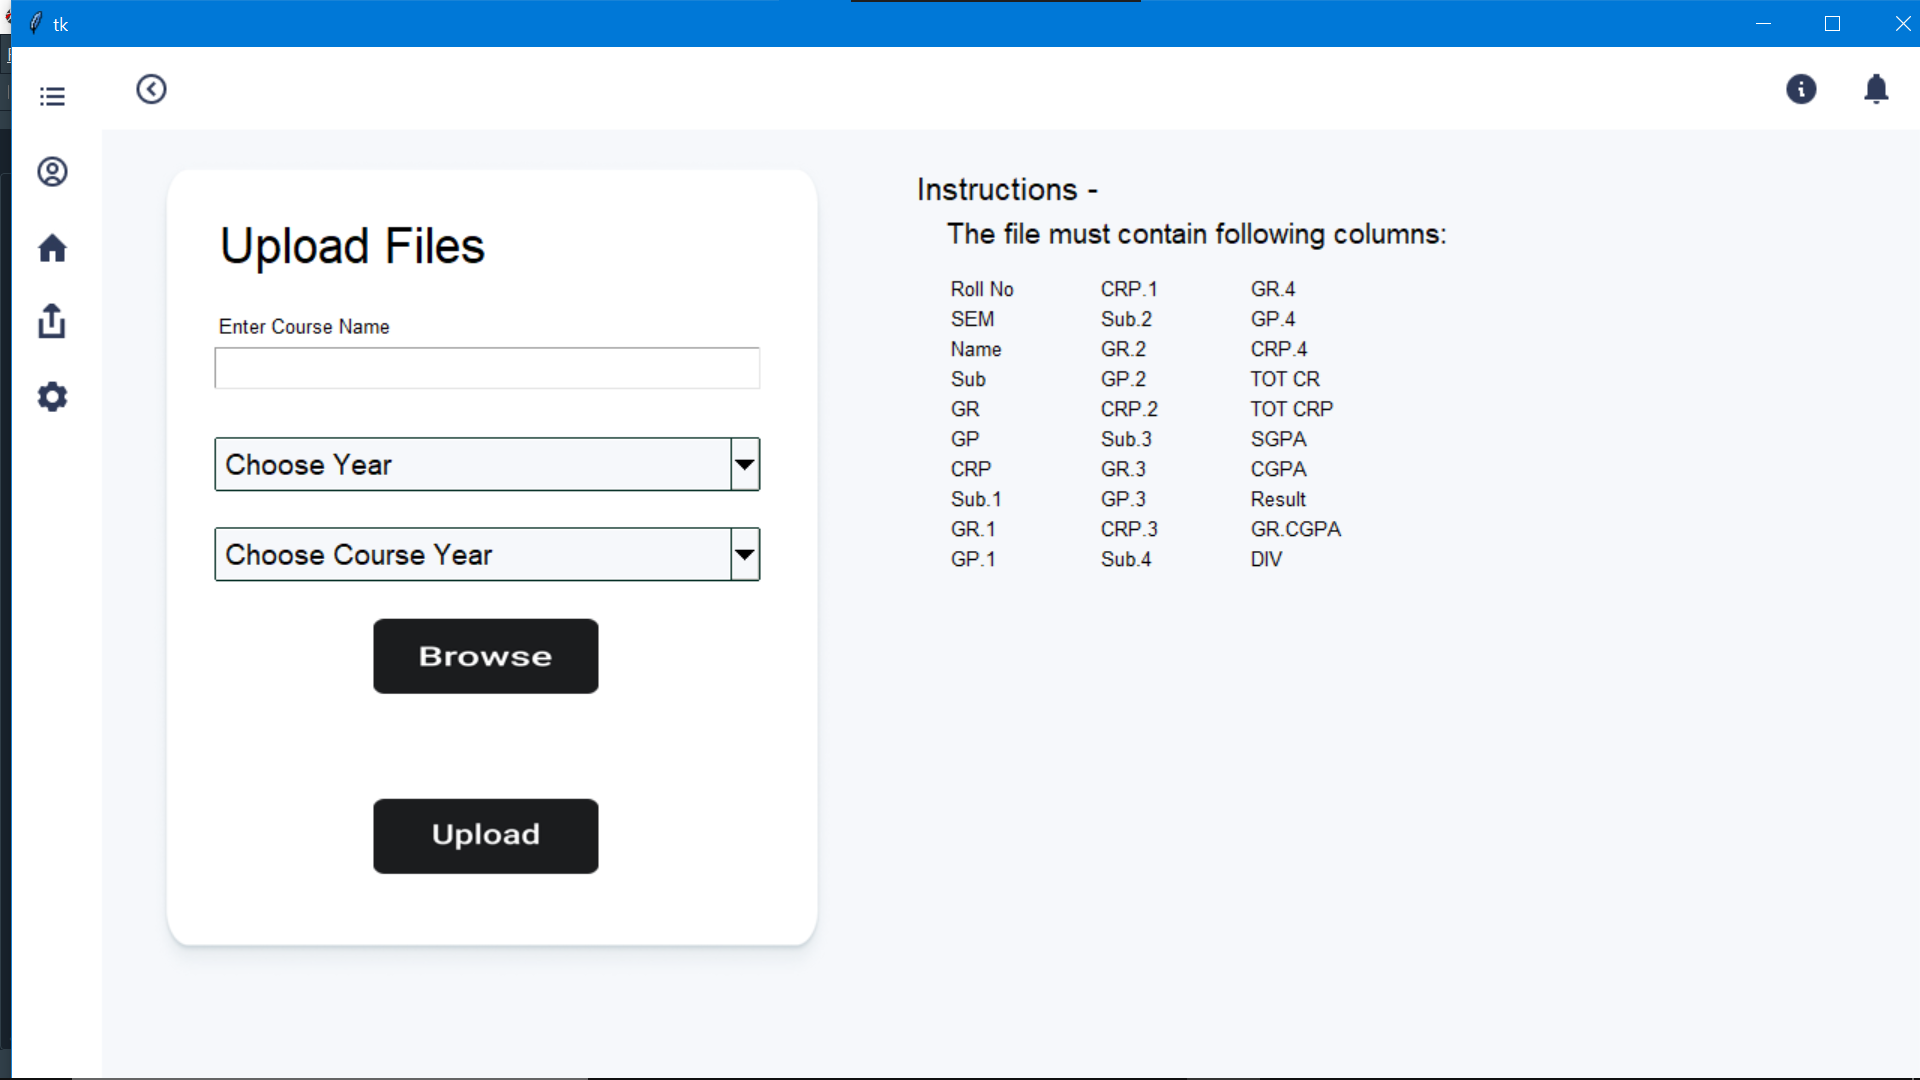 tk
Upload Files
Enter Course Name
Choose Year
Choose Course Year
Browse
Upload
Instructions -
The file must contain following columns:
Roll No
SEM
Name
Sub
GR
GP
CRP
Sub.1
GR.1
GP.1
CRP.1
Sub.2
GR.2
GP.2
CRP.2
Sub.3
GR.3
GP.3
CRP.3
Sub.4
GR.4
GP.4
CRP.4
TOT CR
TOT CRP
SGPA
CGPA
Result
GR.CGPA
DIV